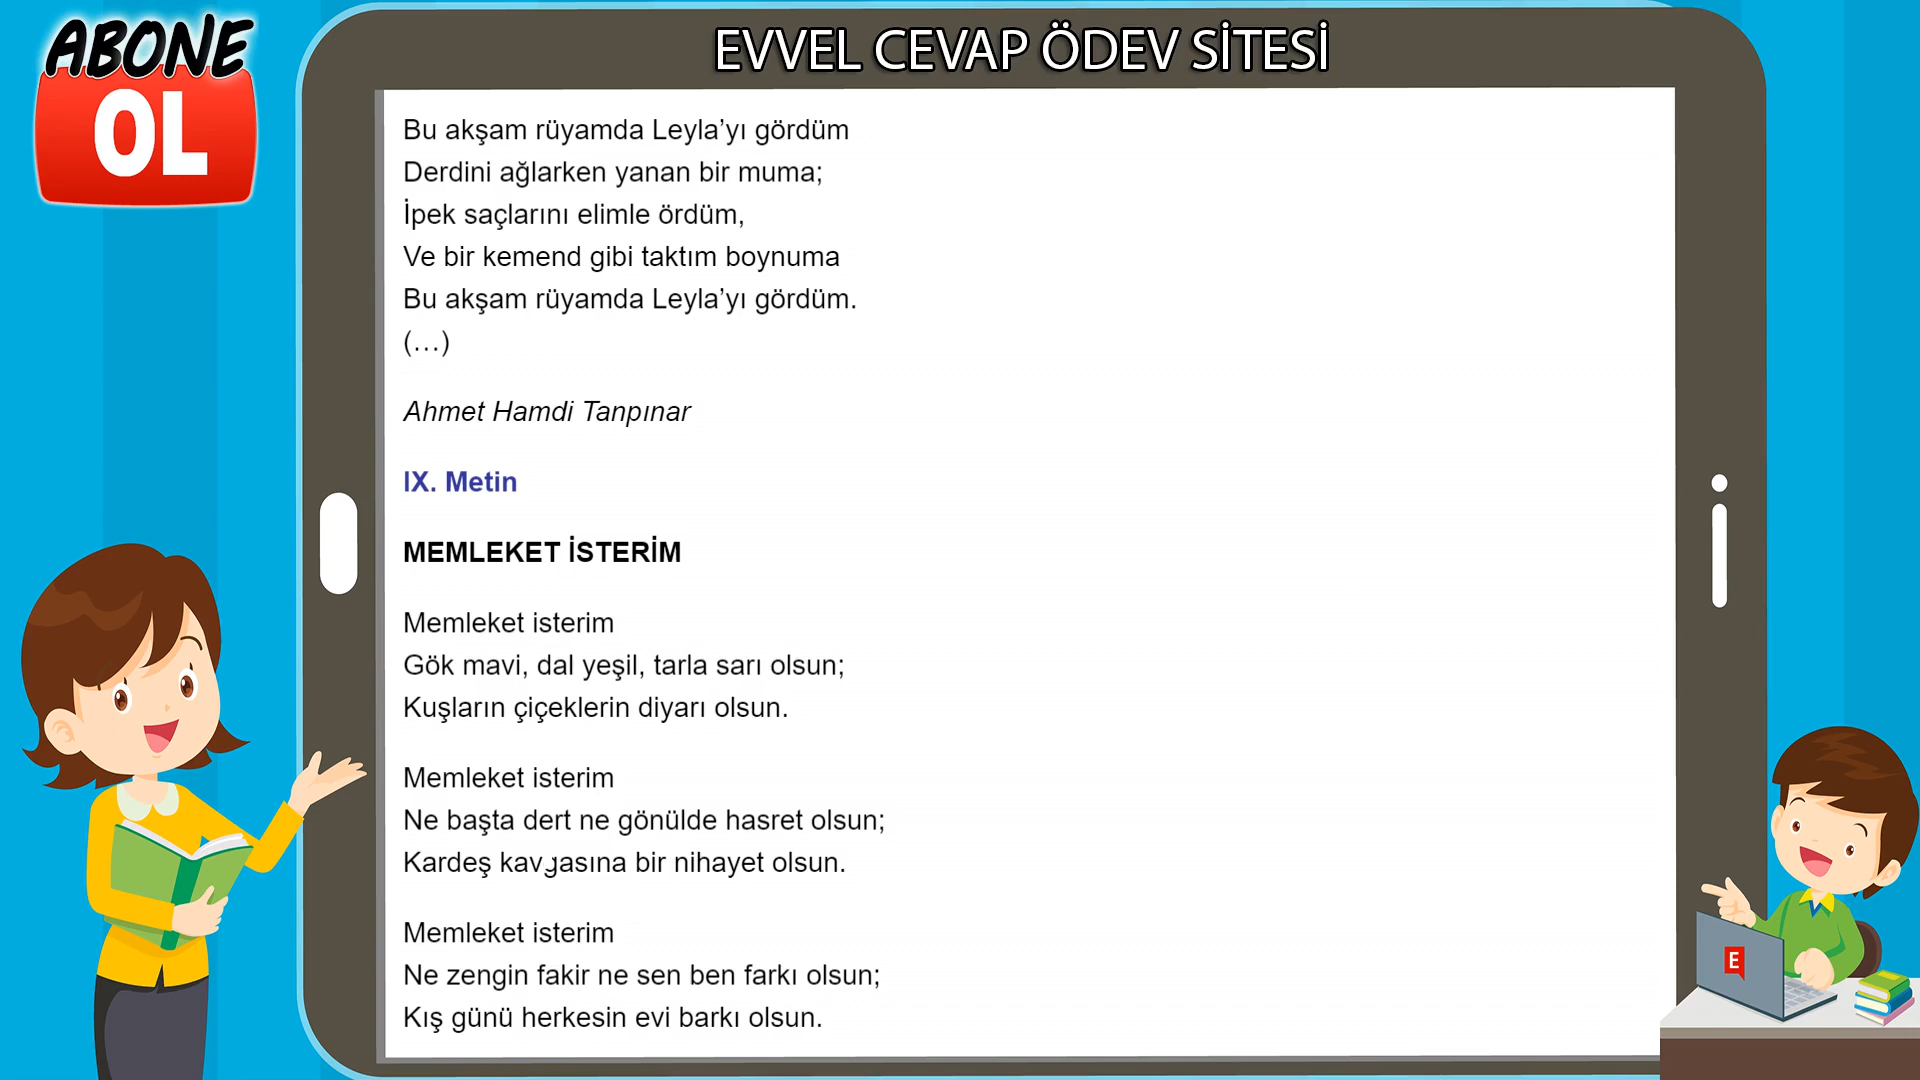 ABONE
OL
EVVEL CEVAP ÖDEV SİTESİ
Bu akşam rüyamda Leyla’yı gördüm
Derdini ağlarken yanan bir muma;
İpek saçlarını elimle ördüm,
Ve bir kemend gibi taktım boynuma
Bu akşam rüyamda Leyla’yı gördüm.
(…)
Ahmet Hamdi Tanpınar
IX. Metin
MEMLEKET İSTERİM
Memleket isterim
Gök mavi, dal yeşil, tarla sarı olsun;
Kuşların çiçeklerin diyarı olsun.
Memleket isterim
Ne başta dert ne gönülde hasret olsun;
Kardeş kavgasına bir nihayet olsun.
Memleket isterim
Ne zengin fakir ne sen ben farkı olsun;
Kış günü herkesin evi barkı olsun.
E